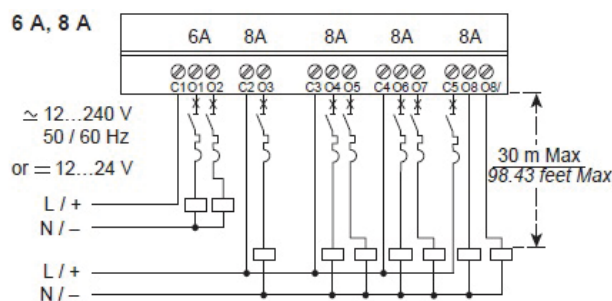 6 A, 8 A
6A 8A 8A 8A 8A
C1 O1 O2 C2 O3 C3 O4 O5 C4 O6 O7 C5 O8 O8/
≃ 12...240 V
50 / 60 Hz
or ⎓ 12...24 V
30 m Max
98.43 feet Max
L / +
N / –
L / +
N / –